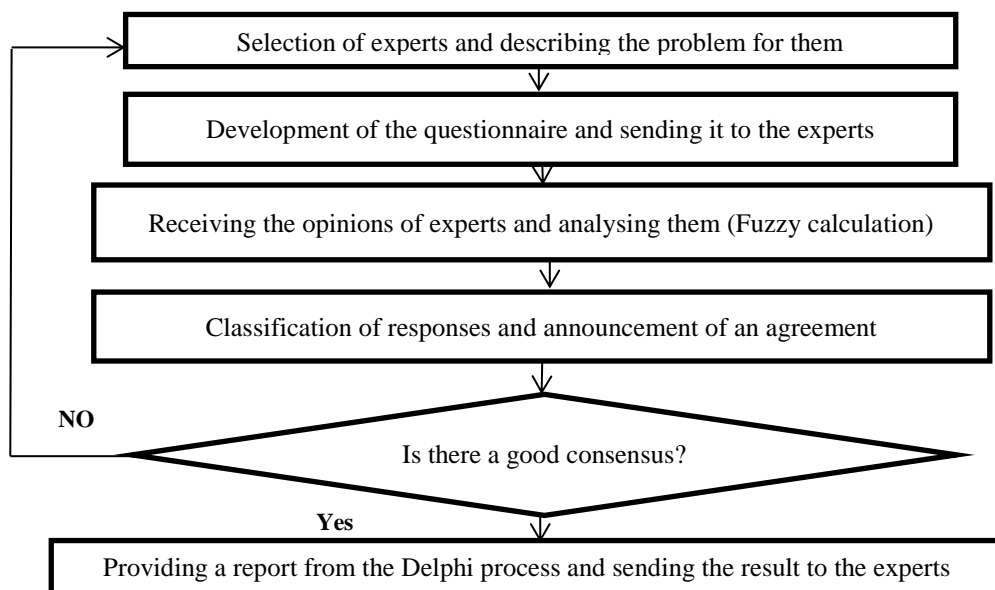 Selection of experts and describing the problem for them
Development of the questionnaire and sending it to the experts
Receiving the opinions of experts and analysing them (Fuzzy calculation)
Classification of responses and announcement of an agreement
NO
Is there a good consensus?
Yes
Providing a report from the Delphi process and sending the result to the experts